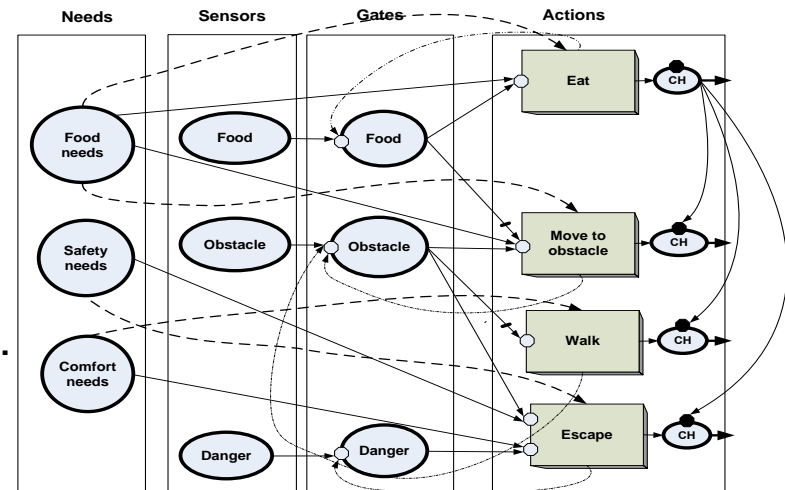 Needs
Sensors
Gates
Actions
Food
needs
Safety
needs
Comfort
needs
Food
Obstacle
Danger
Food
Obstacle
Danger
Eat
CH
Move to
obstacle
CH
Walk
CH
Escape
CH